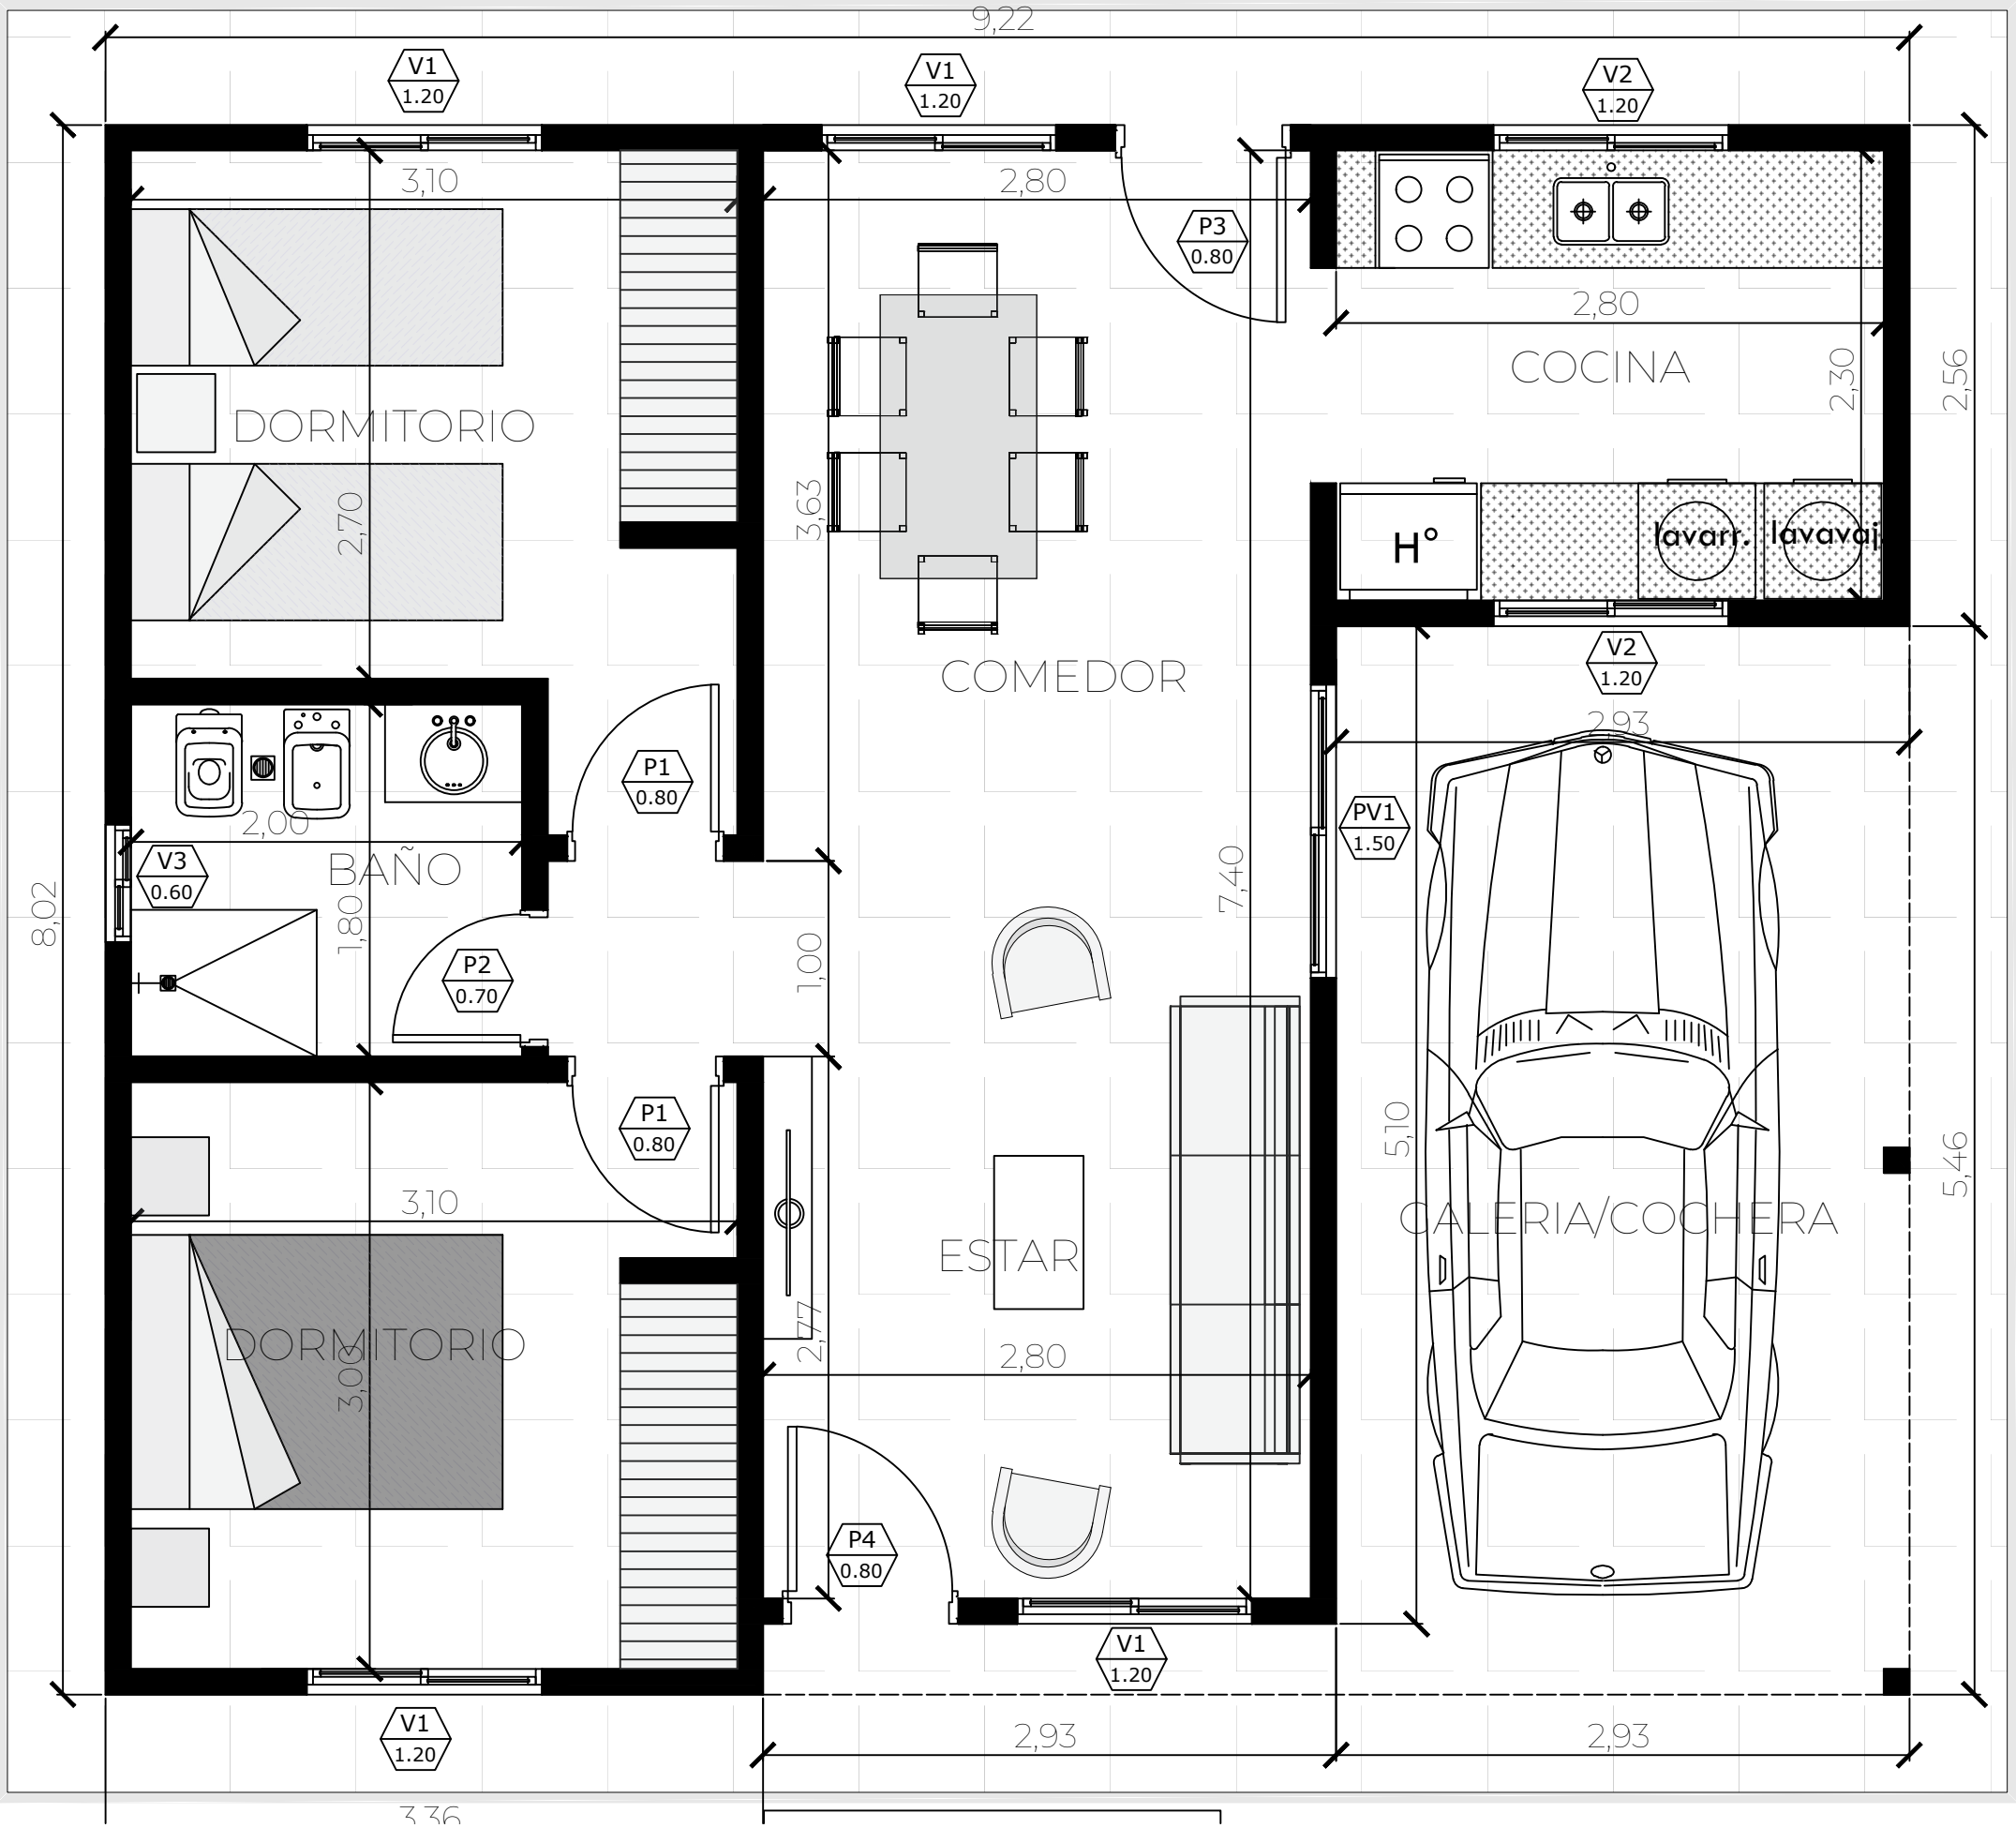 9,22
V1
1.20
V1
1.20
V2
1.20
3,10
2,80
P3
0.80
2,80
COCINA
2,30
2,56
DORMITORIO
2,70
3,63
H°
lavarr.
lavavaj
COMEDOR
V2
1.20
2,93
P1
0.80
PV1
1.50
2,00
V3
0.60
BAÑO
8,02
1,80
7,40
P2
0.70
1,00
P1
0.80
5,10
5,46
3,10
CALERIA/COCHERA
ESTAR
DORMITORIO
3,00
2,77
2,80
P4
0.80
V1
1.20
V1
1.20
2,93
2,93
3,36